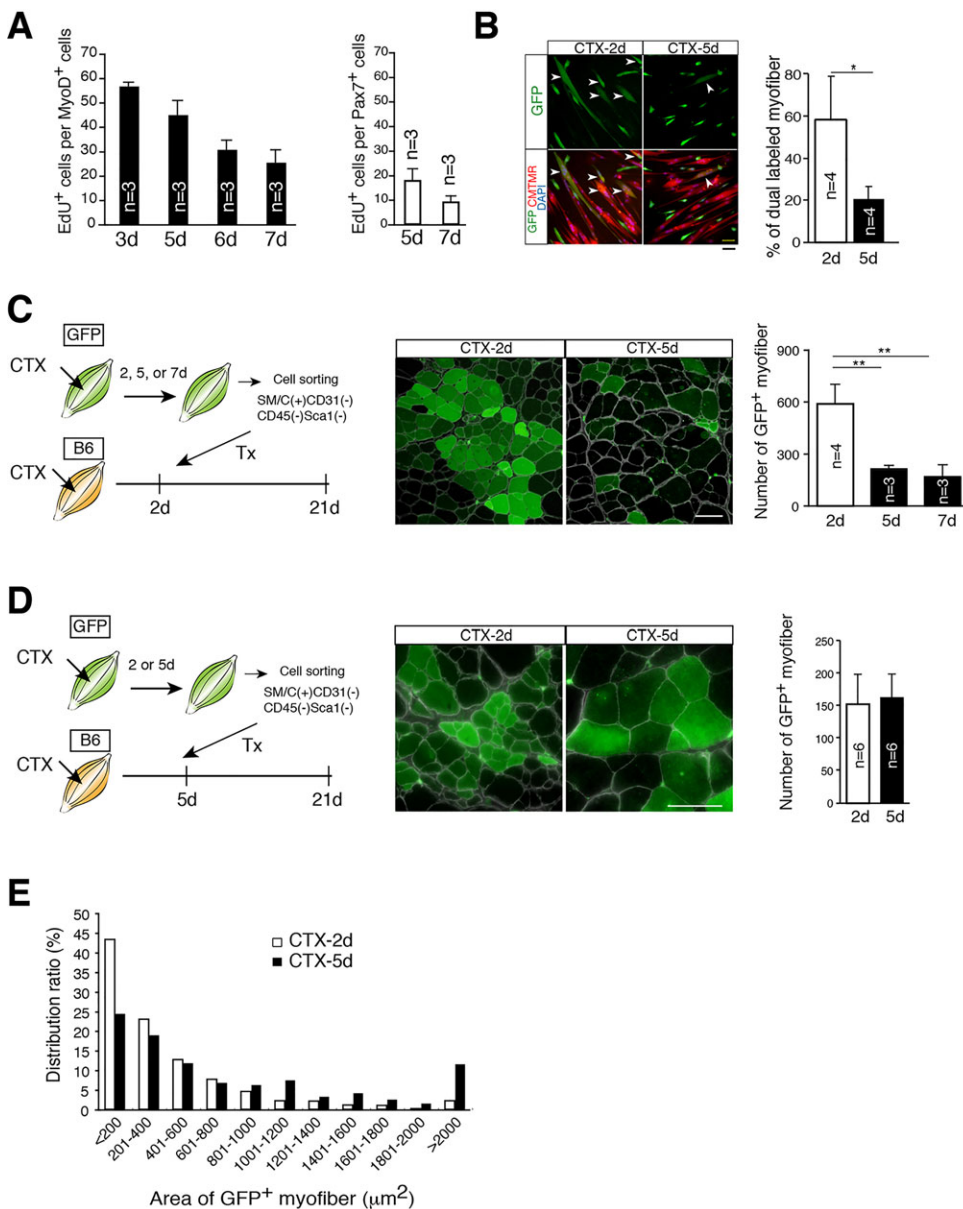 A
EdU+ cells per MyoD+ cells
70
60
50
40
30
20
10
0
n=3
n=3
n=3
n=3
3d 5d 6d 7d
EdU+ cells per Pax7+ cells
70
60
50
40
30
20
10
0
n=3
n=3
5d 7d
B
CTX-2d CTX-5d
GFP
GFP CMTMR
DAPI
% of dual labeled myofiber
80
60
40
20
0
*
n=4
n=4
2d 5d
C
GFP
CTX
2, 5, or 7d
Cell sorting
SM/C(+)CD31(-)
CD45(-)Sca1(-)
B6
CTX
Tx
2d 21d
CTX-2d CTX-5d
Number of GFP+ myofiber
900
600
300
0
**
**
n=4
n=3
n=3
2d 5d 7d
D
GFP
CTX
2 or 5d
Cell sorting
SM/C(+)CD31(-)
CD45(-)Sca1(-)
B6
CTX
Tx
5d 21d
CTX-2d CTX-5d
Number of GFP+ myofiber
250
200
150
100
50
0
n=6
n=6
2d 5d
E
Distribution ratio (%)
50
45
40
35
30
25
20
15
10
5
0
CTX-2d
CTX-5d
<200 201-400 401-600 601-800 801-1000 1001-1200 1201-1400 1401-1600 1601-1800 1801-2000 >2000
Area of GFP+ myofiber (μm2)